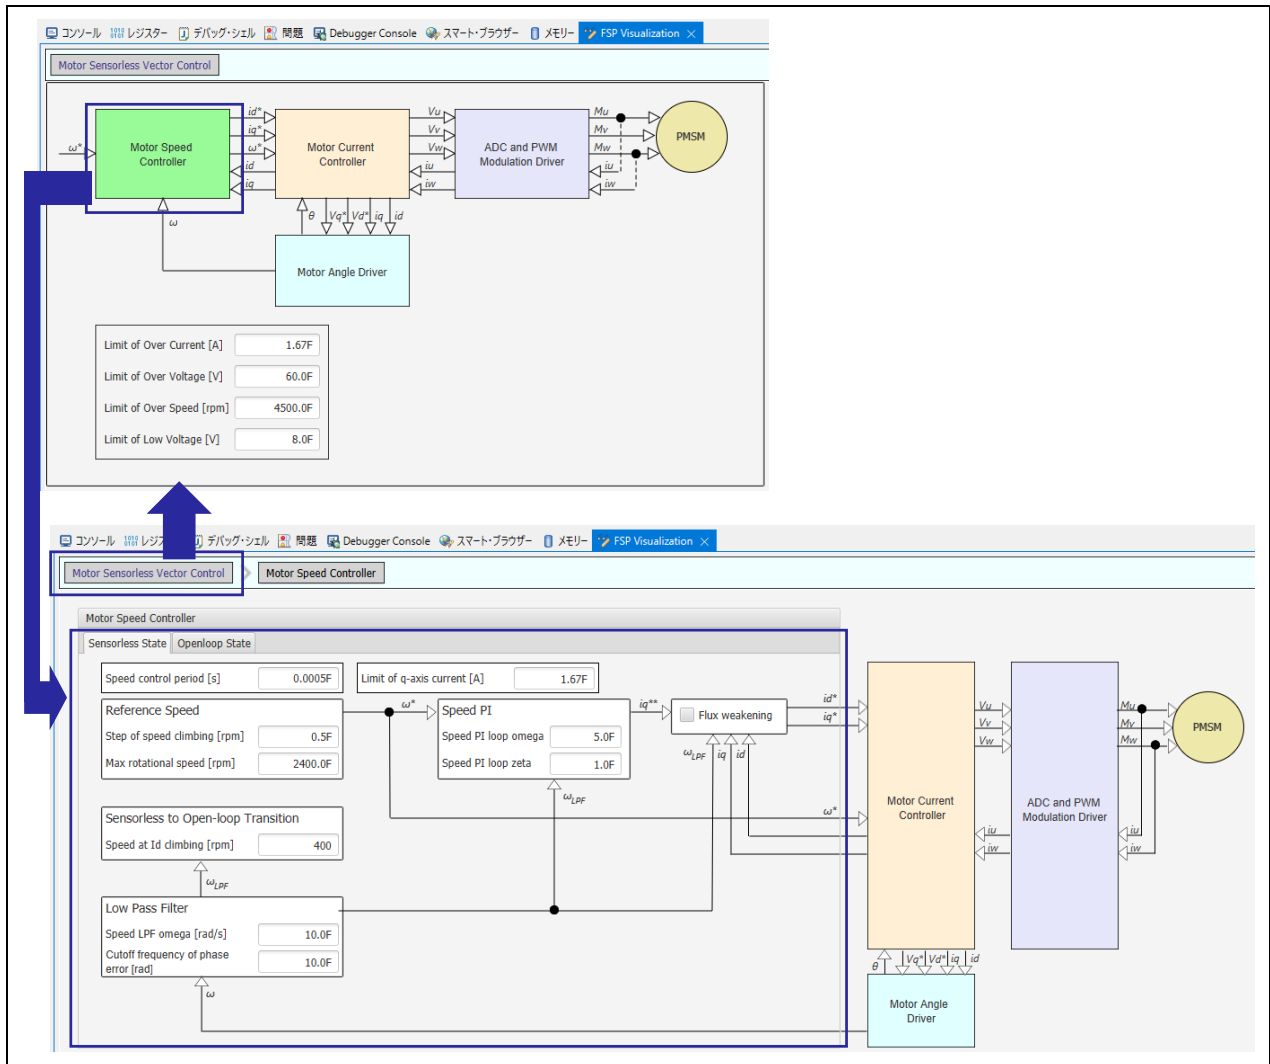 コンソール レジスター デバッグ・シェル 問題 Debugger Console スマート・ブラウザー メモリー FSP Visualization
Motor Sensorless Vector Control
ω*
Motor Speed Controller
id*
iq*
ω*
id
iq
Motor Current Controller
Vu
Vv
Vw
iu
iw
ADC and PWM Modulation Driver
Mu
Mv
Mw
iu
iw
PMSM
ω
θ Vq* Vd* iq id
Motor Angle Driver
Limit of Over Current [A] 1.67F
Limit of Over Voltage [V] 60.0F
Limit of Over Speed [rpm] 4500.0F
Limit of Low Voltage [V] 8.0F
コンソール デバッグ・シェル 問題 Debugger Console スマート・ブラウザー メモリー FSP Visualization
Motor Sensorless Vector Control Motor Speed Controller
Motor Speed Controller
Sensorless State Openloop State
Speed control period [s] 0.0005F
Limit of q-axis current [A] 1.67F
Reference Speed
Step of speed climbing [rpm] 0.5F
Max rotational speed [rpm] 2400.0F
ω*
Speed PI
Speed PI loop omega 5.0F
Speed PI loop zeta 1.0F
iq**
Flux weakening
id*
iq*
ωLPF iq id
ωLPF
ω*
Sensorless to Open-loop Transition
Speed at Id climbing [rpm] 400
ωLPF
Low Pass Filter
Speed LPF omega [rad/s] 10.0F
Cutoff frequency of phase error [rad] 10.0F
ω
Motor Current Controller
Vu
Vv
Vw
iu
iw
ADC and PWM Modulation Driver
Mu
Mv
Mw
iu
iw
PMSM
θ Vq* Vd* iq id
Motor Angle Driver